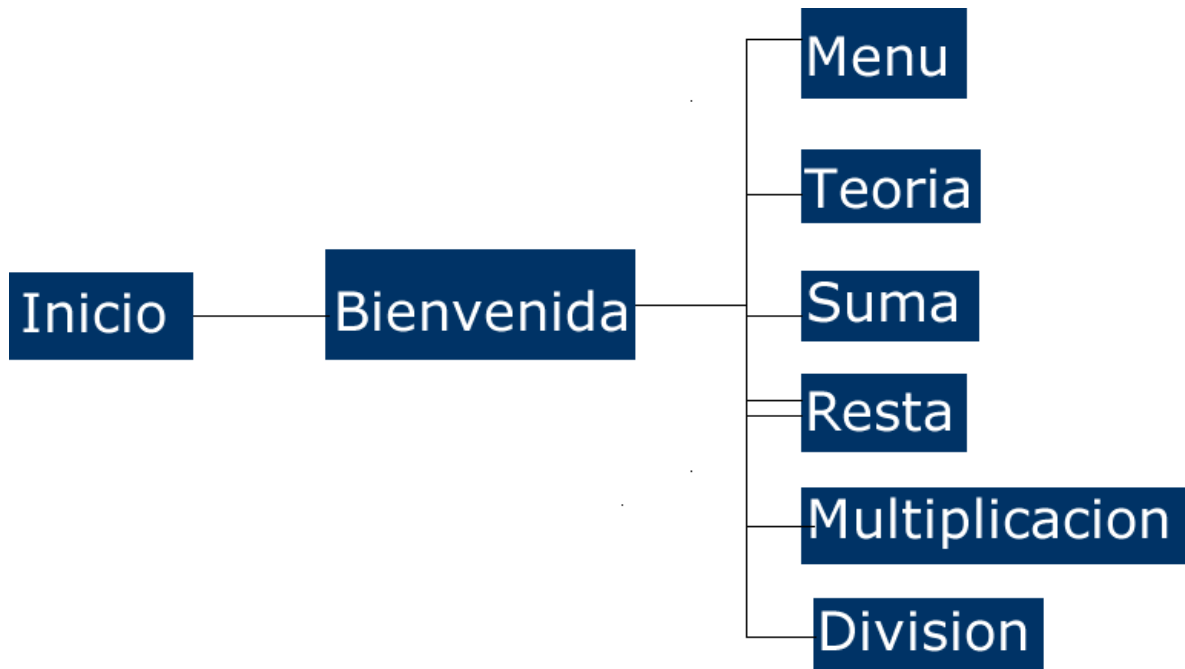 Inicio
Bienvenida
Menu
Teoria
Suma
Resta
Multiplicacion
Division